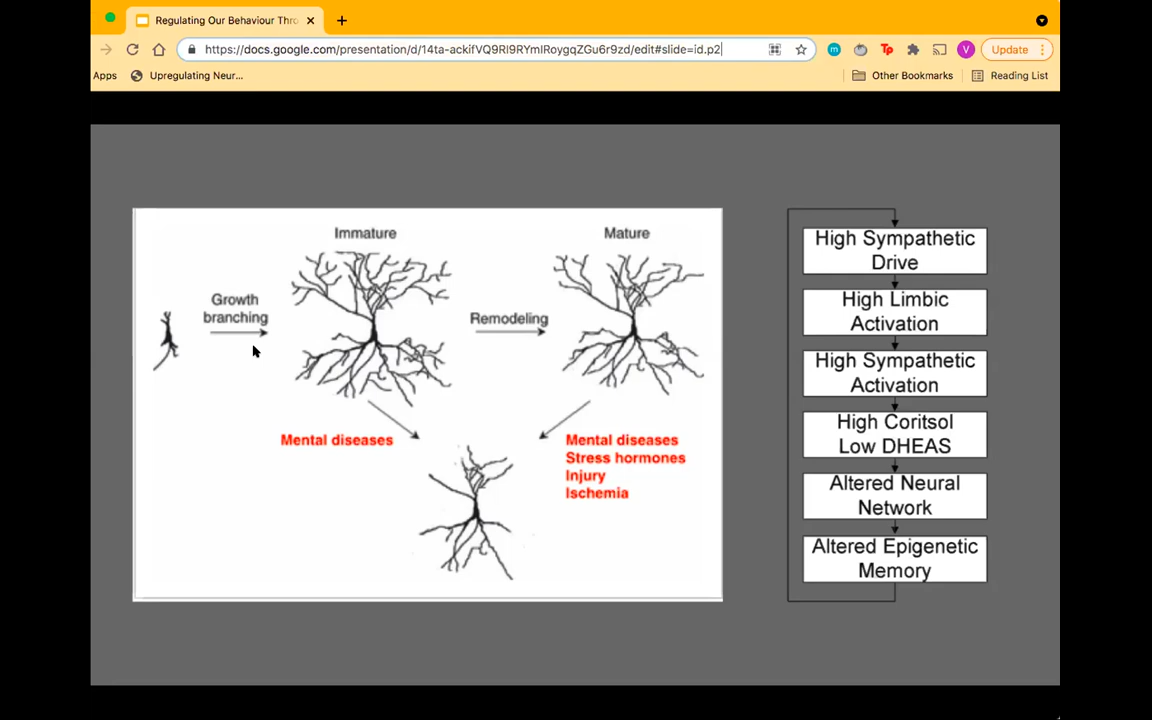 Regulating Our Behaviour Thro
https://docs.google.com/presentation/d/14ta-ackifVQ9RI9RYmIRoygqZGu6r9zd/edit#slide=id.p2
m
Tp
V
Update
Apps
Upregulating Neur...
Other Bookmarks
Reading List
Immature
Mature
Growth
branching
Remodeling
Mental diseases
Mental diseases
Stress hormones
Injury
Ischemia
High Sympathetic
Drive
High Limbic
Activation
High Sympathetic
Activation
High Coritsol
Low DHEAS
Altered Neural
Network
Altered Epigenetic
Memory